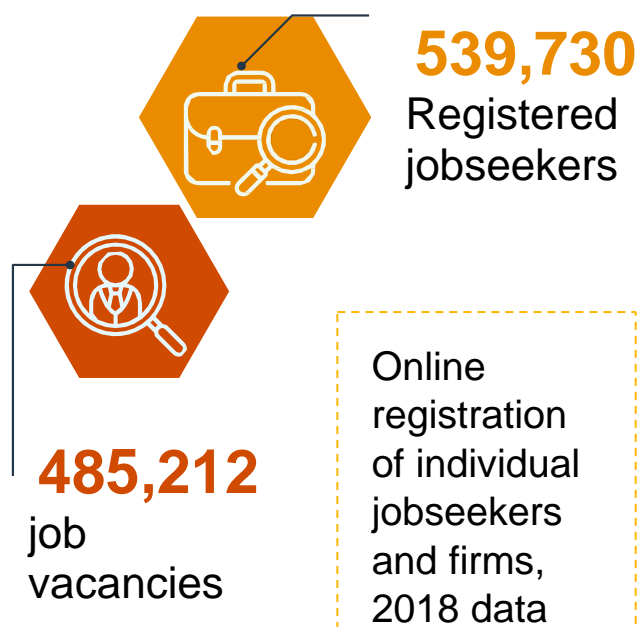 539,730
Registered
jobseekers
485,212
job
vacancies
Online
registration
of individual
jobseekers
and firms,
2018 data